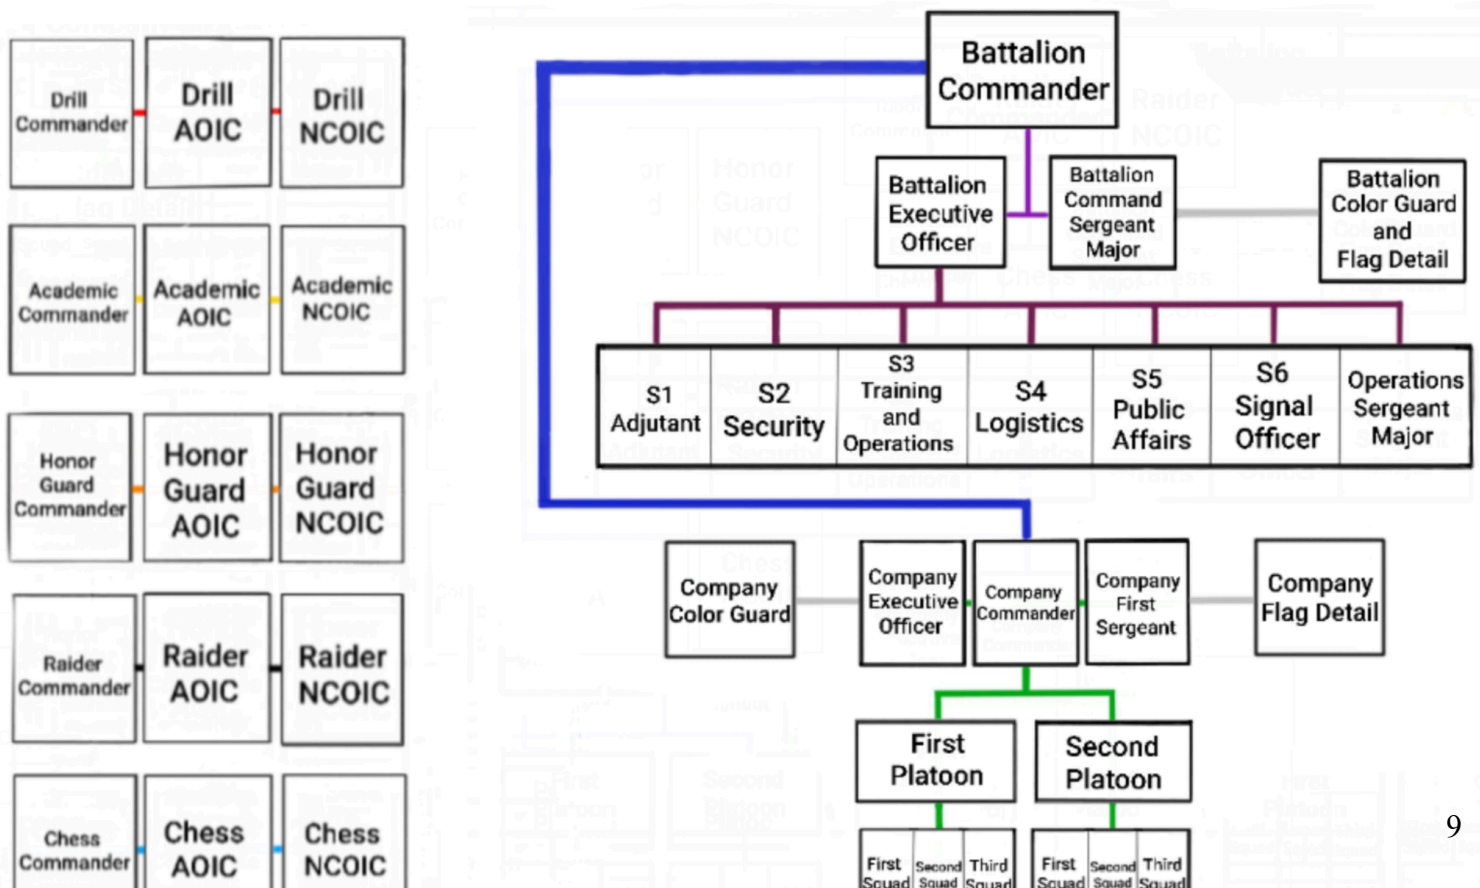 Drill
Commander
Drill
AOIC
Drill
NCOIC
Academic
Commander
Academic
AOIC
Academic
NCOIC
Honor
Guard
Commander
Honor
Guard
AOIC
Honor
Guard
NCOIC
Raider
Commander
Raider
AOIC
Raider
NCOIC
Chess
Commander
Chess
AOIC
Chess
NCOIC
Battalion
Commander
Battalion
Executive
Officer
Battalion
Command
Sergeant
Major
Battalion
Color Guard
and
Flag Detail
S1
Adjutant
S2
Security
S3
Training
and
Operations
S4
Logistics
S5
Public
Affairs
S6
Signal
Officer
Operations
Sergeant
Major
Company
Color Guard
Company
Executive
Officer
Company
Commander
Company
First
Sergeant
Company
Flag Detail
First
Platoon
Second
Platoon
First
Squad
Second
Squad
Third
Squad
First
Squad
Second
Squad
Third
Squad
9